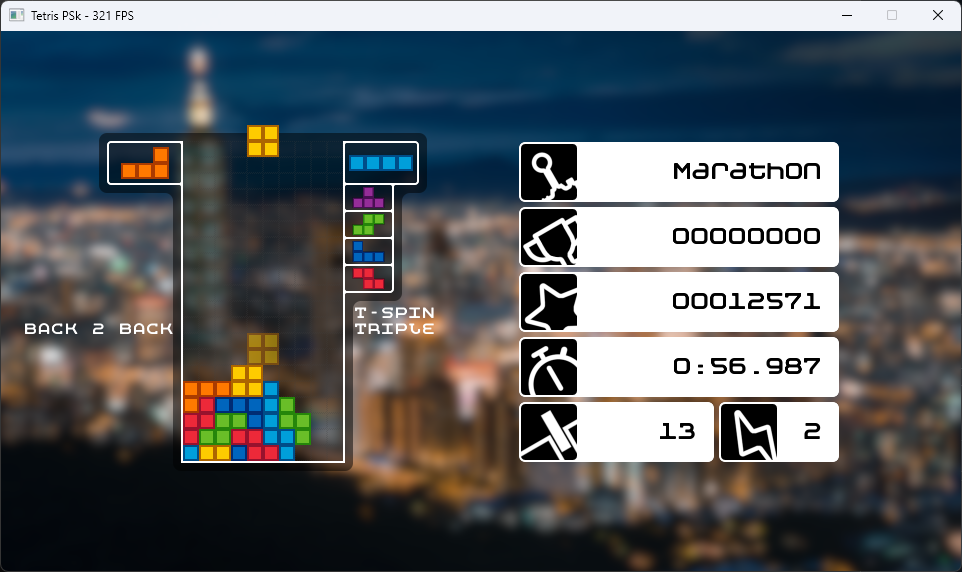 Tetris PSk - 321 FPS
Marathon
00000000
00012571
BACK 2 BACK
T-SPIN
TRIPLE
0:56.987
13
2